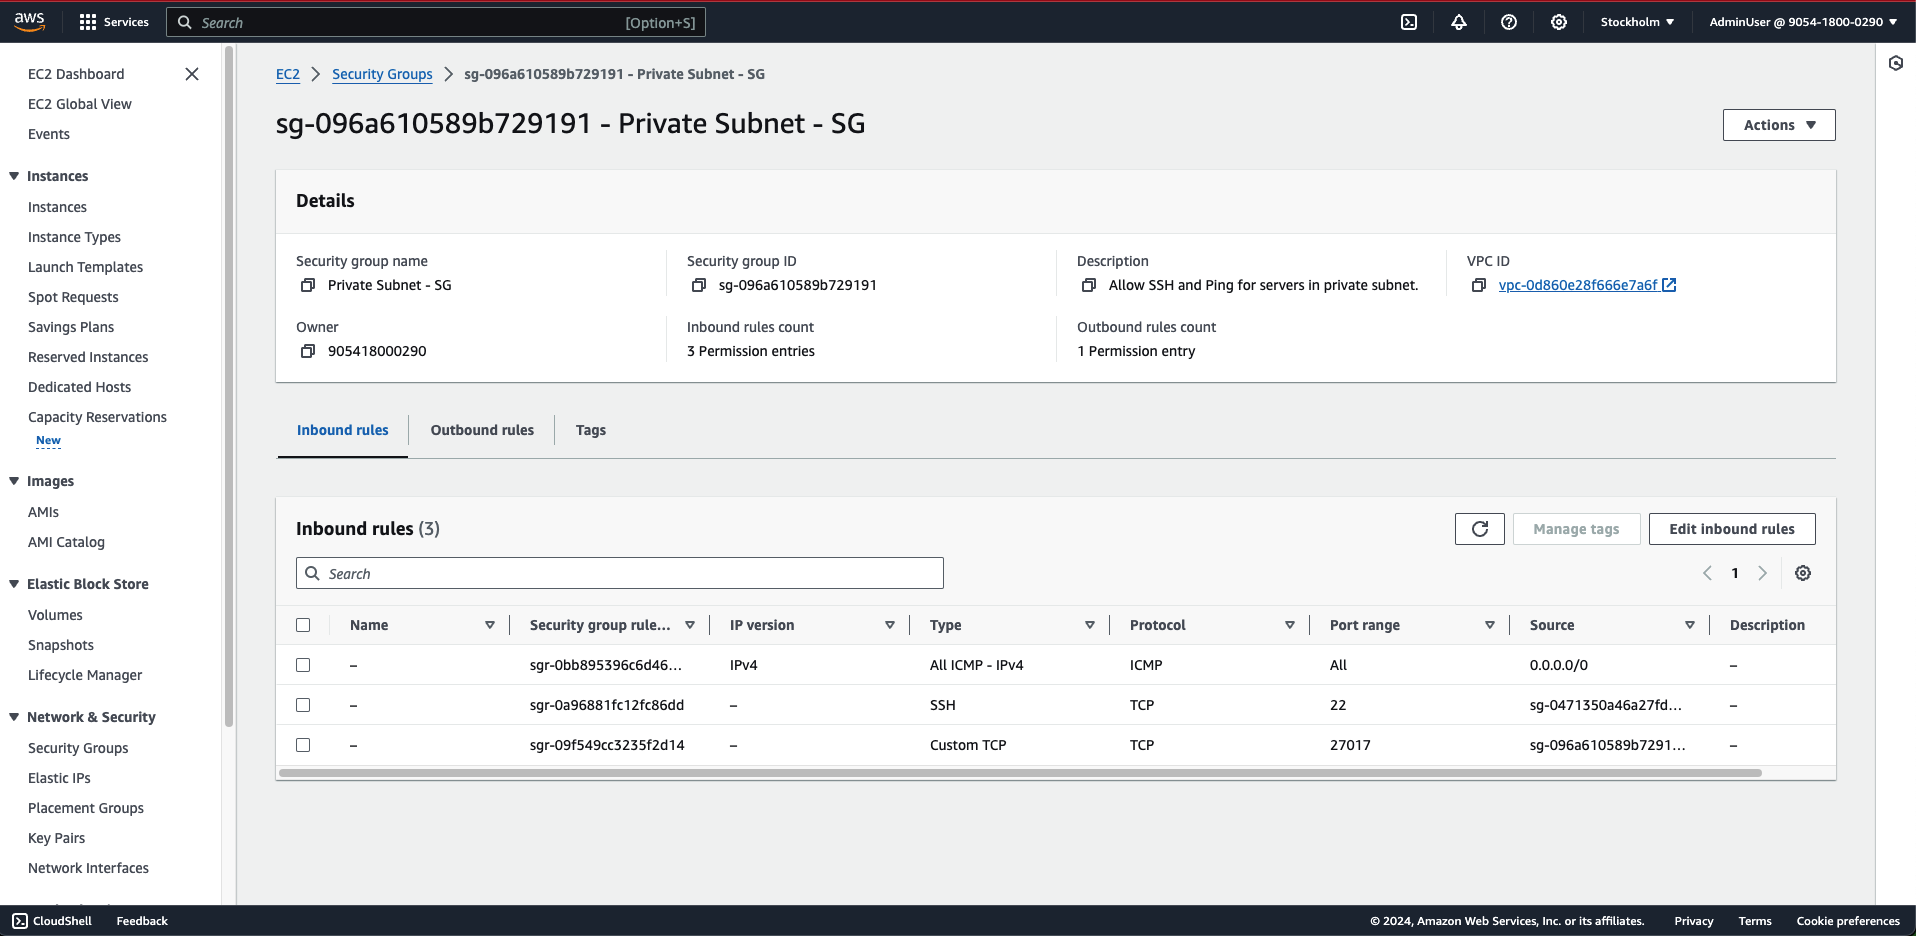 aws Services Search [Option+S] Stockholm AdminUser @ 9054-1800-0290
EC2 Dashboard
EC2 Global View
Events
Instances
Instances
Instance Types
Launch Templates
Spot Requests
Savings Plans
Reserved Instances
Dedicated Hosts
Capacity Reservations
New
Images
AMIs
AMI Catalog
Elastic Block Store
Volumes
Snapshots
Lifecycle Manager
Network & Security
Security Groups
Elastic IPs
Placement Groups
Key Pairs
Network Interfaces
EC2 Security Groups sg-096a610589b729191 - Private Subnet - SG
sg-096a610589b729191 - Private Subnet - SG
Actions
Details
Security group name
Private Subnet - SG
Security group ID
sg-096a610589b729191
Description
Allow SSH and Ping for servers in private subnet.
VPC ID
vpc-0d860e28f666e7a6f
Owner
905418000290
Inbound rules count
3 Permission entries
Outbound rules count
1 Permission entry
Inbound rules Outbound rules Tags
Inbound rules (3)
Manage tags Edit inbound rules
Search
1
Name Security group rule... IP version Type Protocol Port range Source Description
– sgr-0bb895396c6d46... IPv4 All ICMP - IPv4 ICMP All 0.0.0.0/0 –
– sgr-0a96881fc12fc86dd – SSH TCP 22 sg-0471350a46a27fd... –
– sgr-09f549cc3235f2d14 – Custom TCP TCP 27017 sg-096a610589b7291... –
CloudShell Feedback © 2024, Amazon Web Services, Inc. or its affiliates. Privacy Terms Cookie preferences